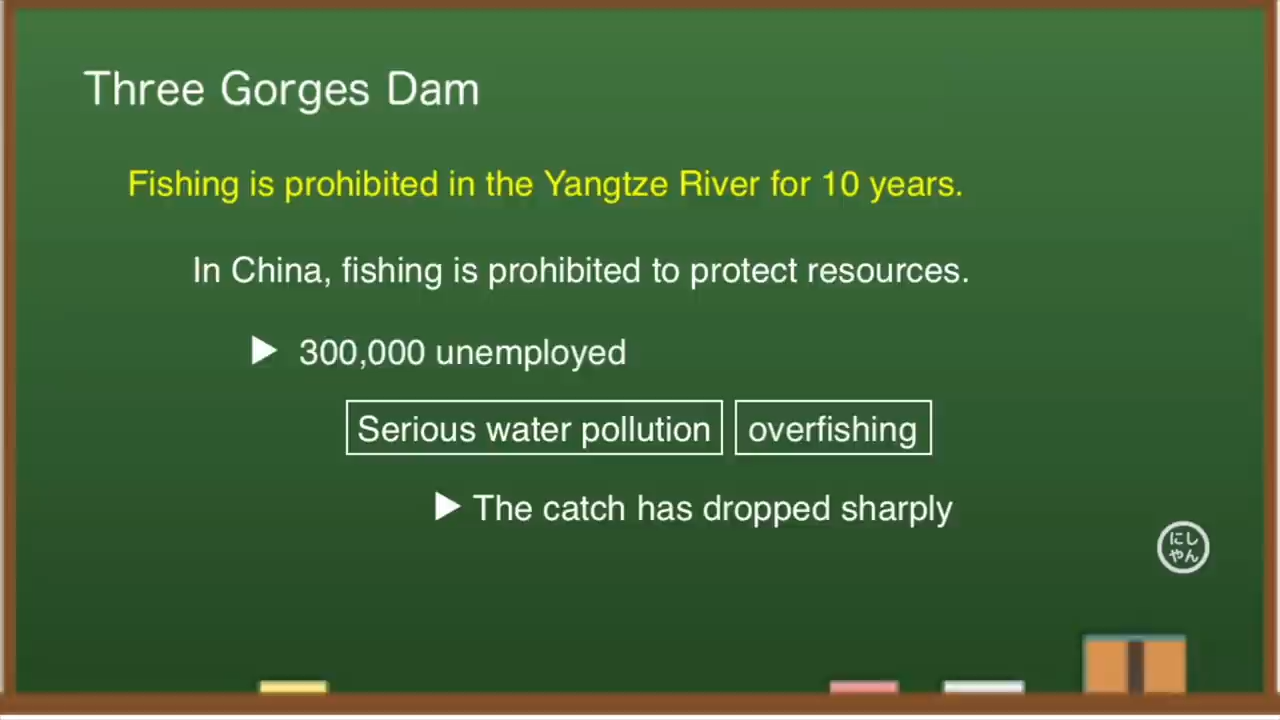 Three Gorges Dam
Fishing is prohibited in the Yangtze River for 10 years.
In China, fishing is prohibited to protect resources.
▶ 300,000 unemployed
Serious water pollution overfishing
▶ The catch has dropped sharply
にし
やん